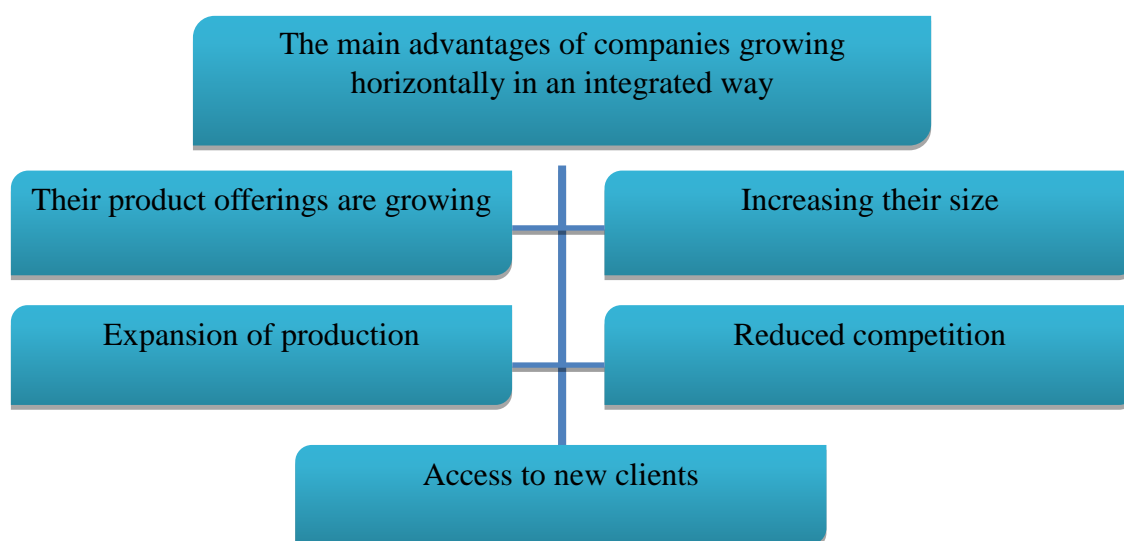 The main advantages of companies growing
horizontally in an integrated way
Their product offerings are growing
Increasing their size
Expansion of production
Reduced competition
Access to new clients